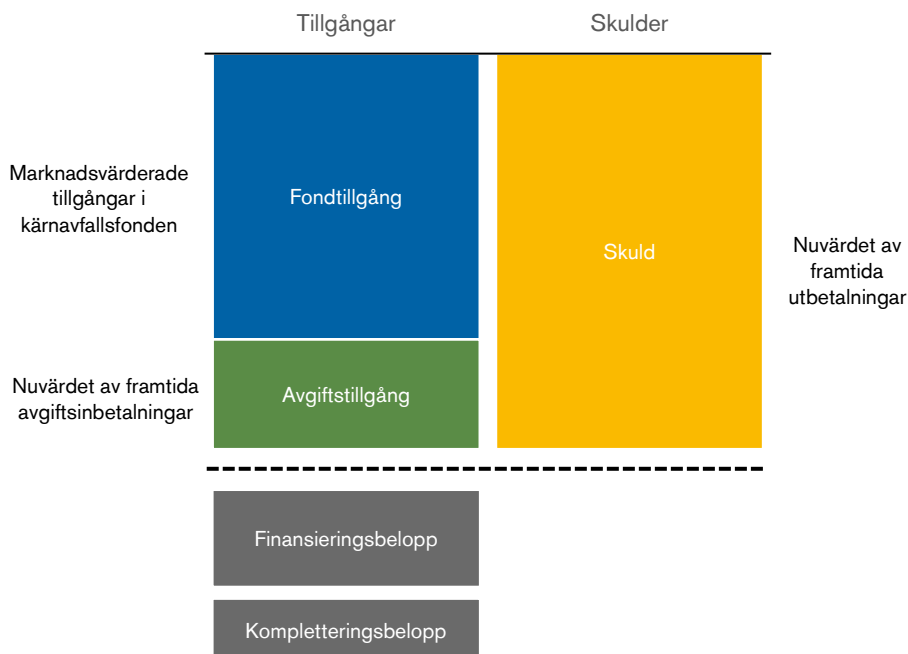 Tillgångar
Skulder
Marknadsvärderade
tillgångar i
kärnavfallsfonden
Fondtillgång
Skuld
Nuvärdet av
framtida
utbetalningar
Nuvärdet av framtida
avgiftsinbetalningar
Avgiftstillgång
Finansieringsbelopp
Kompletteringsbelopp